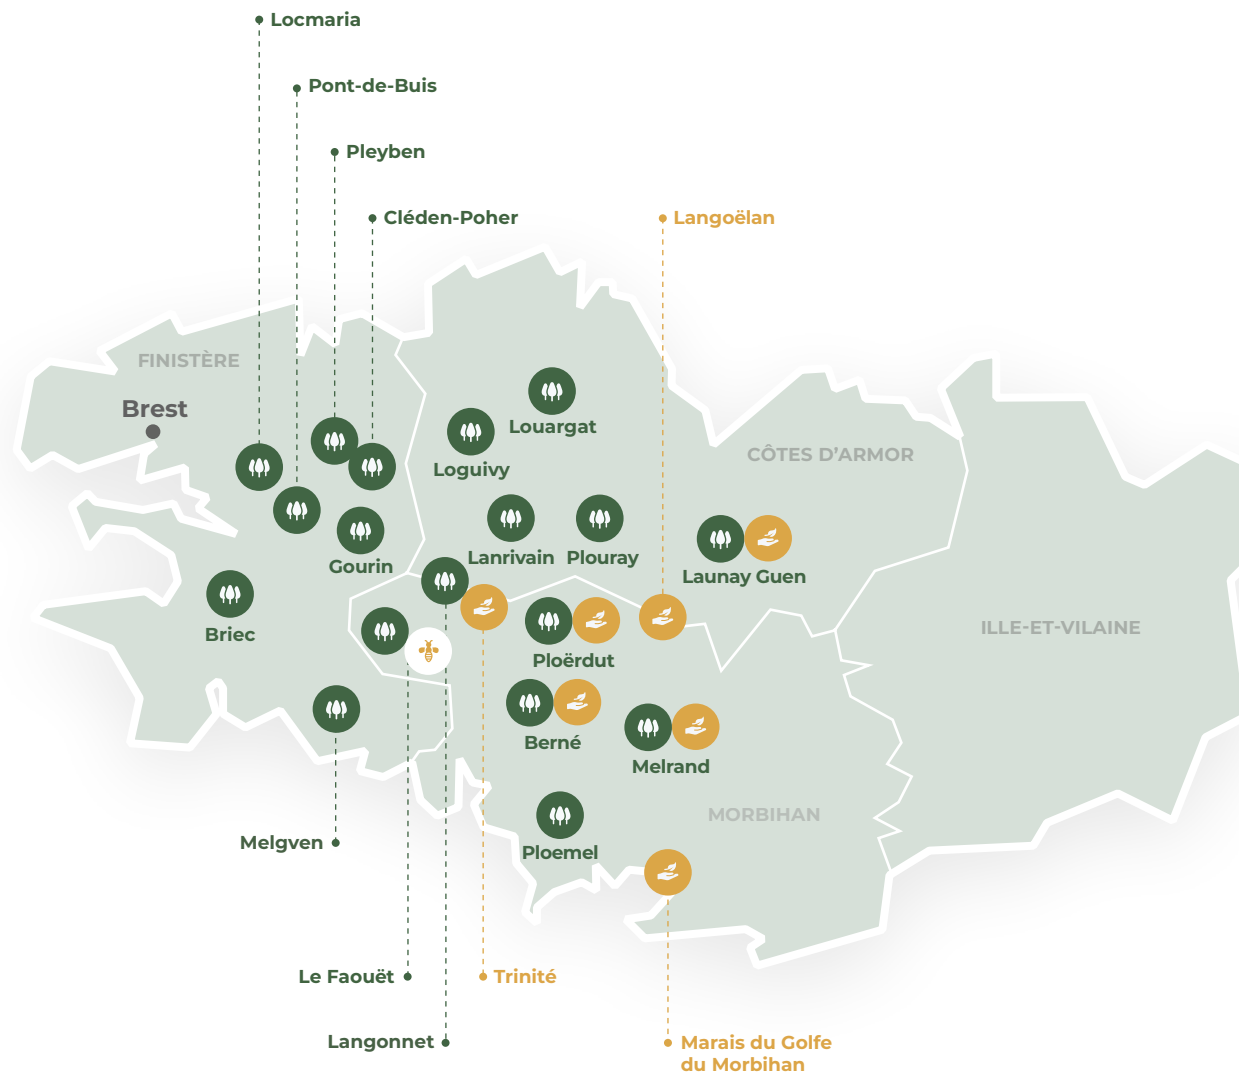 Locmaria
Pont-de-Buis
Pleyben
Cléden-Poher
Langoëlan
FINISTÈRE
Brest
Louargat
CÔTES D’ARMOR
Loguivy
Lanrivain
Plouray
Gourin
Launay Guen
Briec
ILLE-ET-VILAINE
Ploërdut
Berné
Melrand
MORBIHAN
Melgven
Ploemel
Le Faouët
Trinité
Langonnet
Marais du Golfe
du Morbihan